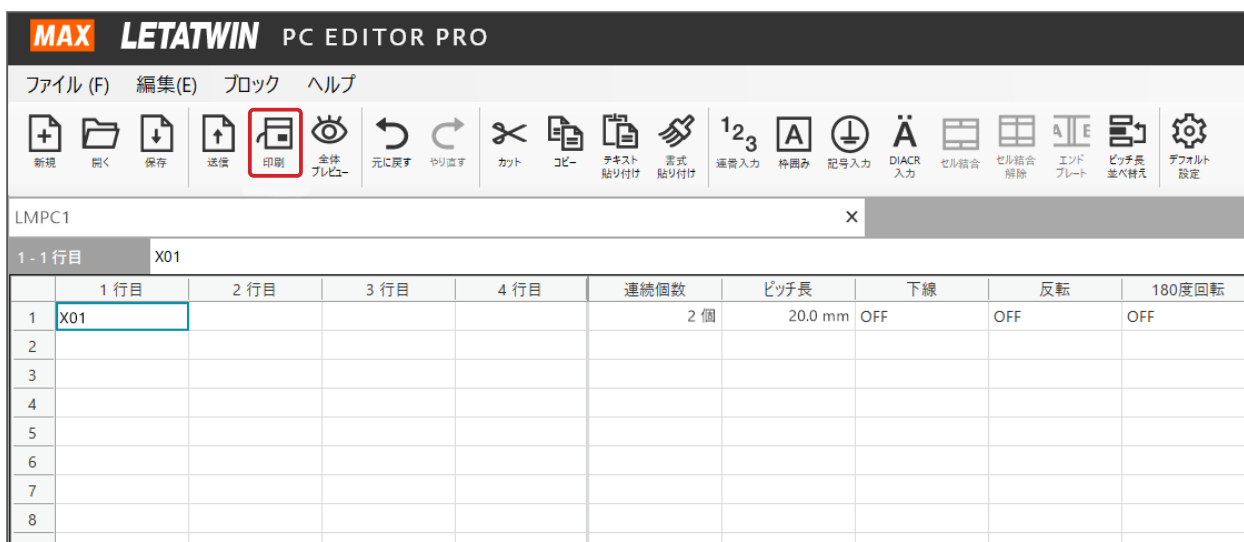 MAX LETATWIN PC EDITOR PRO
ファイル (F) 編集(E) ブロック ヘルプ
新規 開く 保存 送信 印刷 全体プレビュー 元に戻す やり直す カット コピー テキスト貼り付け 書式貼り付け 連番入力 枠囲み 記号入力 DIACR入力 セル結合 セル結合解除 エンドプレート ピッチ長並べ替え デフォルト設定
LMPC1 ×
1 - 1 行目 X01
1 行目 2 行目 3 行目 4 行目 連続個数 ピッチ長 下線 反転 180度回転
1 X01 2 個 20.0 mm OFF OFF OFF
2
3
4
5
6
7
8